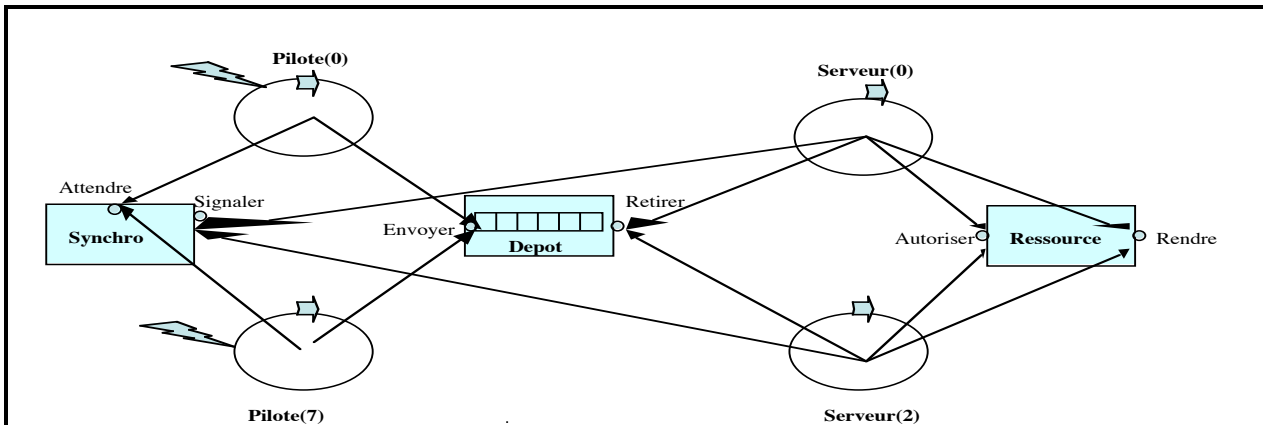 Pilote(0)
Serveur(0)
Attendre
Signaler
Retirer
Envoyer
Synchro
Depot
Autoriser
Ressource
Rendre
Pilote(7)
Serveur(2)